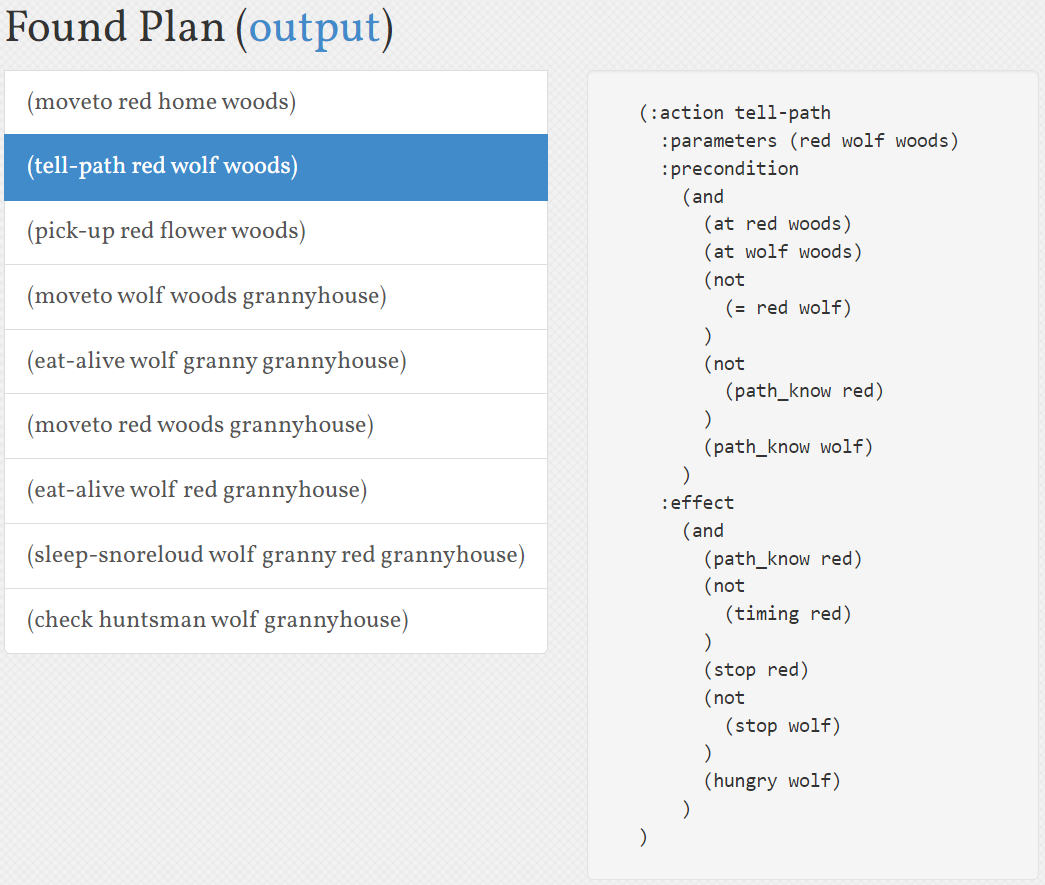 Found Plan (output)
(moveto red home woods)
(tell-path red wolf woods)
(pick-up red flower woods)
(moveto wolf woods grannyhouse)
(eat-alive wolf granny grannyhouse)
(moveto red woods grannyhouse)
(eat-alive wolf red grannyhouse)
(sleep-snoreloud wolf granny red grannyhouse)
(check huntsman wolf grannyhouse)
(:action tell-path
:parameters (red wolf woods)
:precondition
(and
(at red woods)
(at wolf woods)
(not
(= red wolf)
)
(not
(path_know red)
)
(path_know wolf)
)
:effect
(and
(path_know red)
(not
(timing red)
)
(stop red)
(not
(stop wolf)
)
(hungry wolf)
)
)